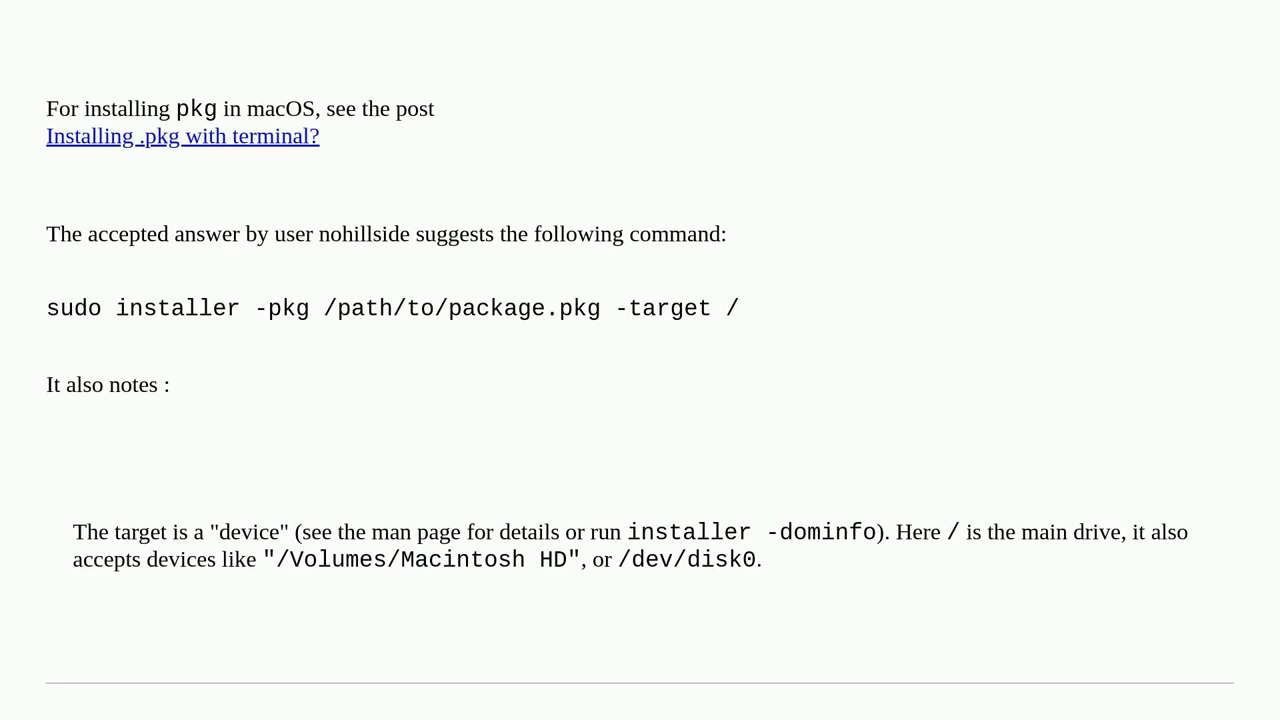 For installing pkg in macOS, see the post
Installing .pkg with terminal?
The accepted answer by user nohillside suggests the following command:
sudo installer -pkg /path/to/package.pkg -target /
It also notes :
The target is a "device" (see the man page for details or run installer -dominfo). Here / is the main drive, it also
accepts devices like "/Volumes/Macintosh HD", or /dev/disk0.